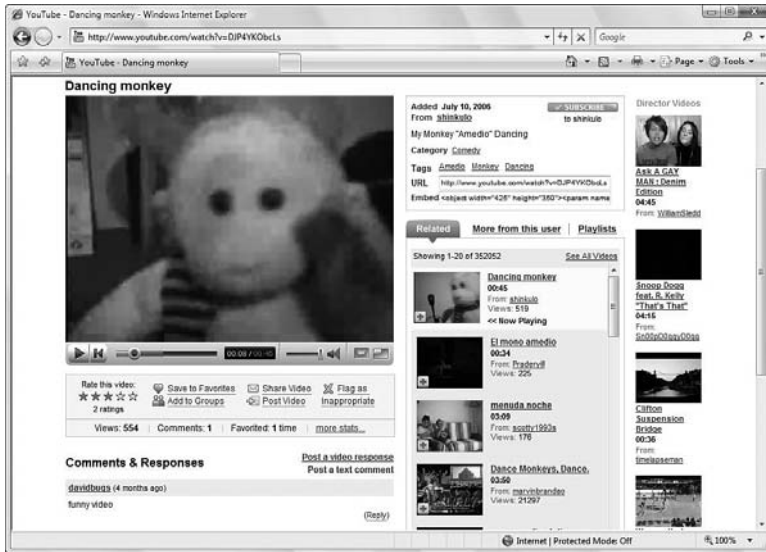 YouTube - Dancing monkey - Windows Internet Explorer
http://www.youtube.com/watch?v=DJP4YKObcLs
Google
YouTube - Dancing monkey
Page
Tools
Dancing monkey
00:08 / 00:45
Rate this video:
2 ratings
Save to Favorites
Add to Groups
Share Video
Post Video
Flag as
Inappropriate
Views: 554
Comments: 1
Favorited: 1 time
more stats...
Comments & Responses
Post a video response
Post a text comment
davidbugs (4 months ago)
funny video
(Reply)
Added July 10, 2006
From shinkulo
SUBSCRIBE
to shinkulo
My Monkey "Amedio" Dancing
Category Comedy
Tags Amedio Monkey Dancing
URL http://www.youtube.com/watch?v=DJP4YKObcLs
Embed <object width="425" height="350"><param name
Related
More from this user
Playlists
Showing 1-20 of 352052
See All Videos
Dancing monkey
00:45
From: shinkulo
Views: 519
<< Now Playing
El mono amedio
00:34
From: Praderyll
Views: 225
menuda noche
03:09
From: scotty1993s
Views: 176
Dance Monkeys, Dance.
03:50
From: marvinbrandao
Views: 21297
Director Videos
Ask A GAY
MAN: Denim
Edition
04:45
From: WilliamSledd
Snoop Dogg
feat. R. Kelly
"That's That"
04:15
From:
Sn00pD0ggyD0gg
Clifton
Suspension
Bridge
00:36
From:
timelapseman
Internet | Protected Mode: Off
100%